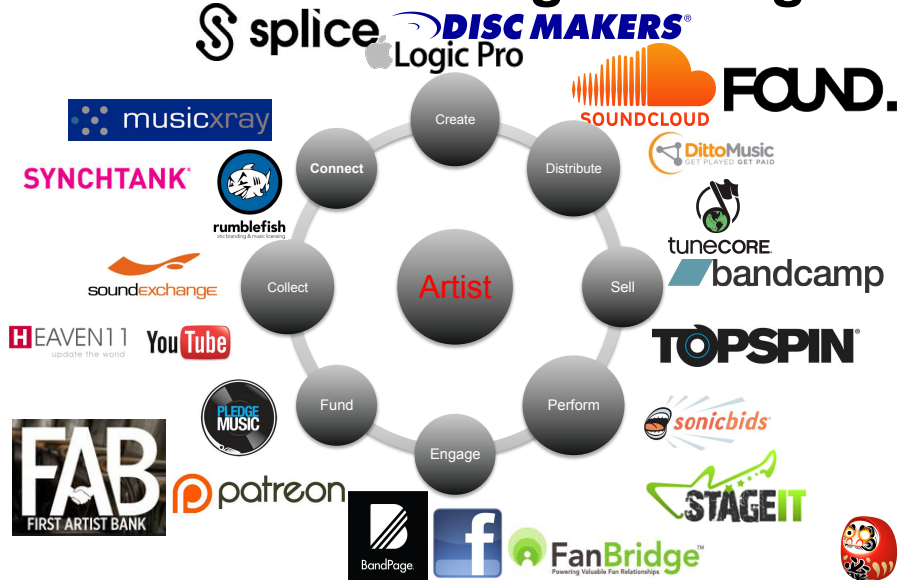 splice
DISC MAKERS®
Logic Pro
SOUNDCLOUD
FOUND.
musicxray
Create
Connect
Distribute
DittoMusic
GET PLAYED GET PAID
SYNCHTANK®
rumblefish
tunecore.
bandcamp
soundexchange
Collect
Artist
Sell
HEAVEN11
update the world
YouTube
TOPSPIN®
PLEDGE
MUSIC
Fund
Perform
sonicbids
Engage
FAB
FIRST ARTIST BANK
patreon
STAGEIT
BandPage
f
FanBridge™
Powering Valuable Fan Relationships